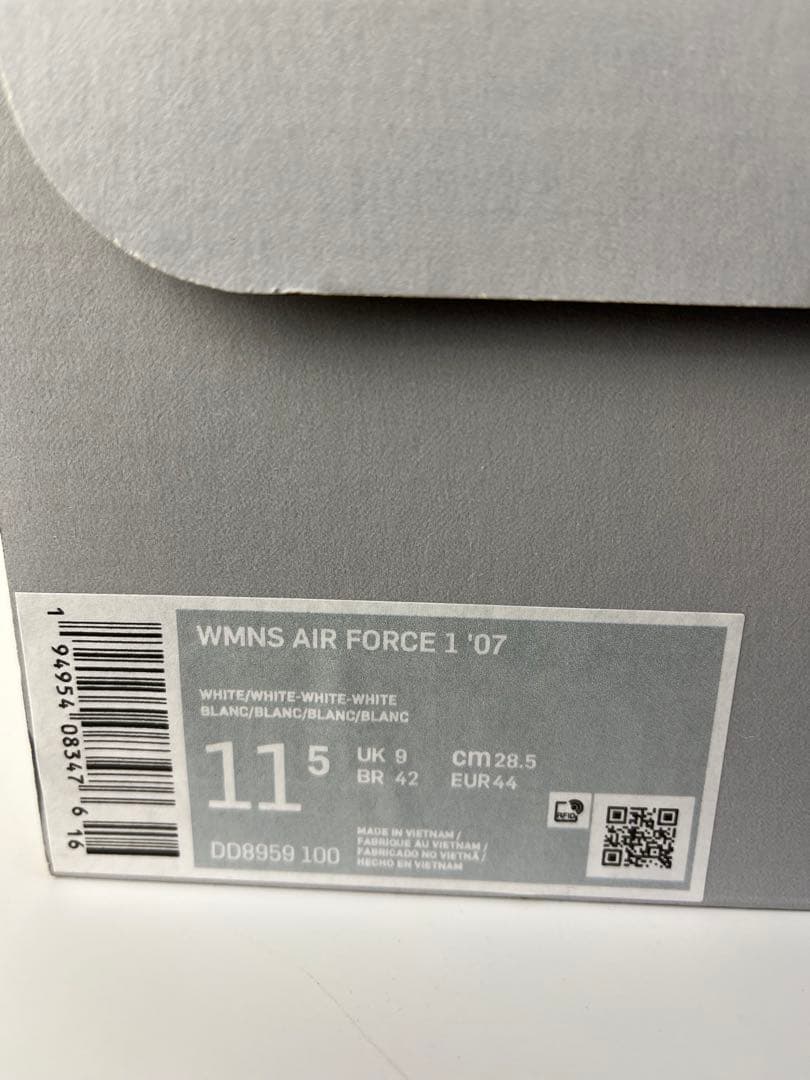 WMNS AIR FORCE 1 '07
WHITE/WHITE-WHITE-WHITE
BLANC/BLANC/BLANC/BLANC
11 5
UK 9
BR 42
cm 28.5
EUR 44
DD8959 100
MADE IN VIETNAM /
FABRIQUE AU VIETNAM /
FABRICADO NO VIETNÃ /
HECHO EN VIETNAM
RFID
1 94954 08347 6 16